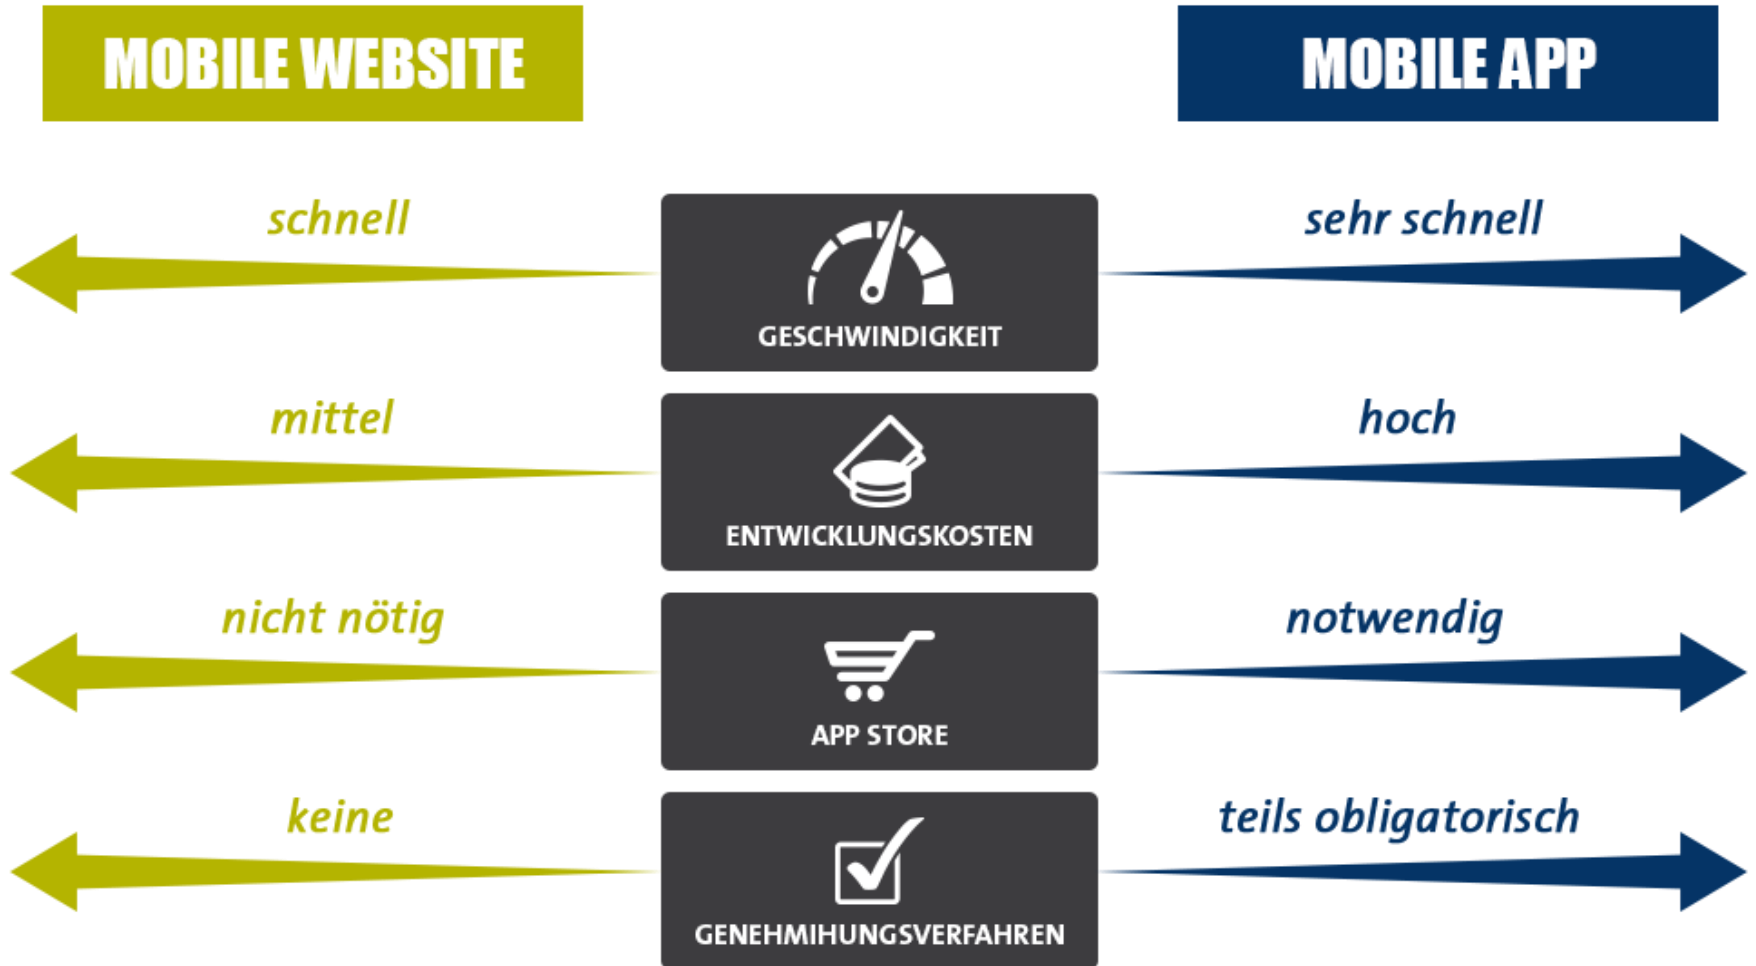 MOBILE WEBSITE
MOBILE APP
schnell
GESCHWINDIGKEIT
sehr schnell
mittel
ENTWICKLUNGSKOSTEN
hoch
nicht nötig
APP STORE
notwendig
keine
GENEHMIHUNGSVERFAHREN
teils obligatorisch